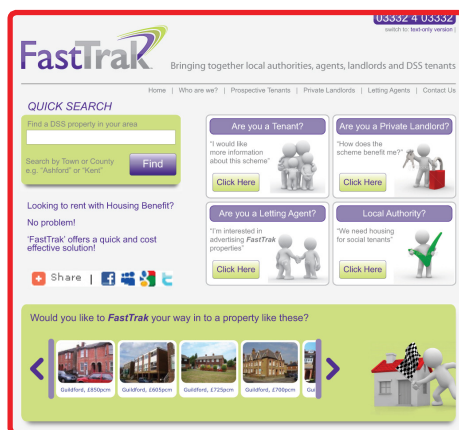 03332 4 03332
switch to: text-only version |
FastTrak
Bringing together local authorities, agents, landlords and DSS tenants
Home | Who are we? | Prospective Tenants | Private Landlords | Letting Agents | Contact Us
QUICK SEARCH
Find a DSS property in your area
Search by Town or County
e.g. "Ashford" or "Kent"
Find
Looking to rent with Housing Benefit?
No problem!
'FastTrak' offers a quick and cost
effective solution!
Share |
Are you a Tenant?
"I would like
more information
about this scheme"
Click Here
Are you a Private Landlord?
"How does the
scheme benefit me?"
Click Here
Are you a Letting Agent?
"I'm interested in
advertising FastTrak
properties"
Click Here
Local Authority?
"We need housing
for social tenants"
Click Here
Would you like to FastTrak your way in to a property like these?
Guildford, £850pcm
Guildford, £605pcm
Guildford, £725pcm
Guildford, £700pcm
Gui